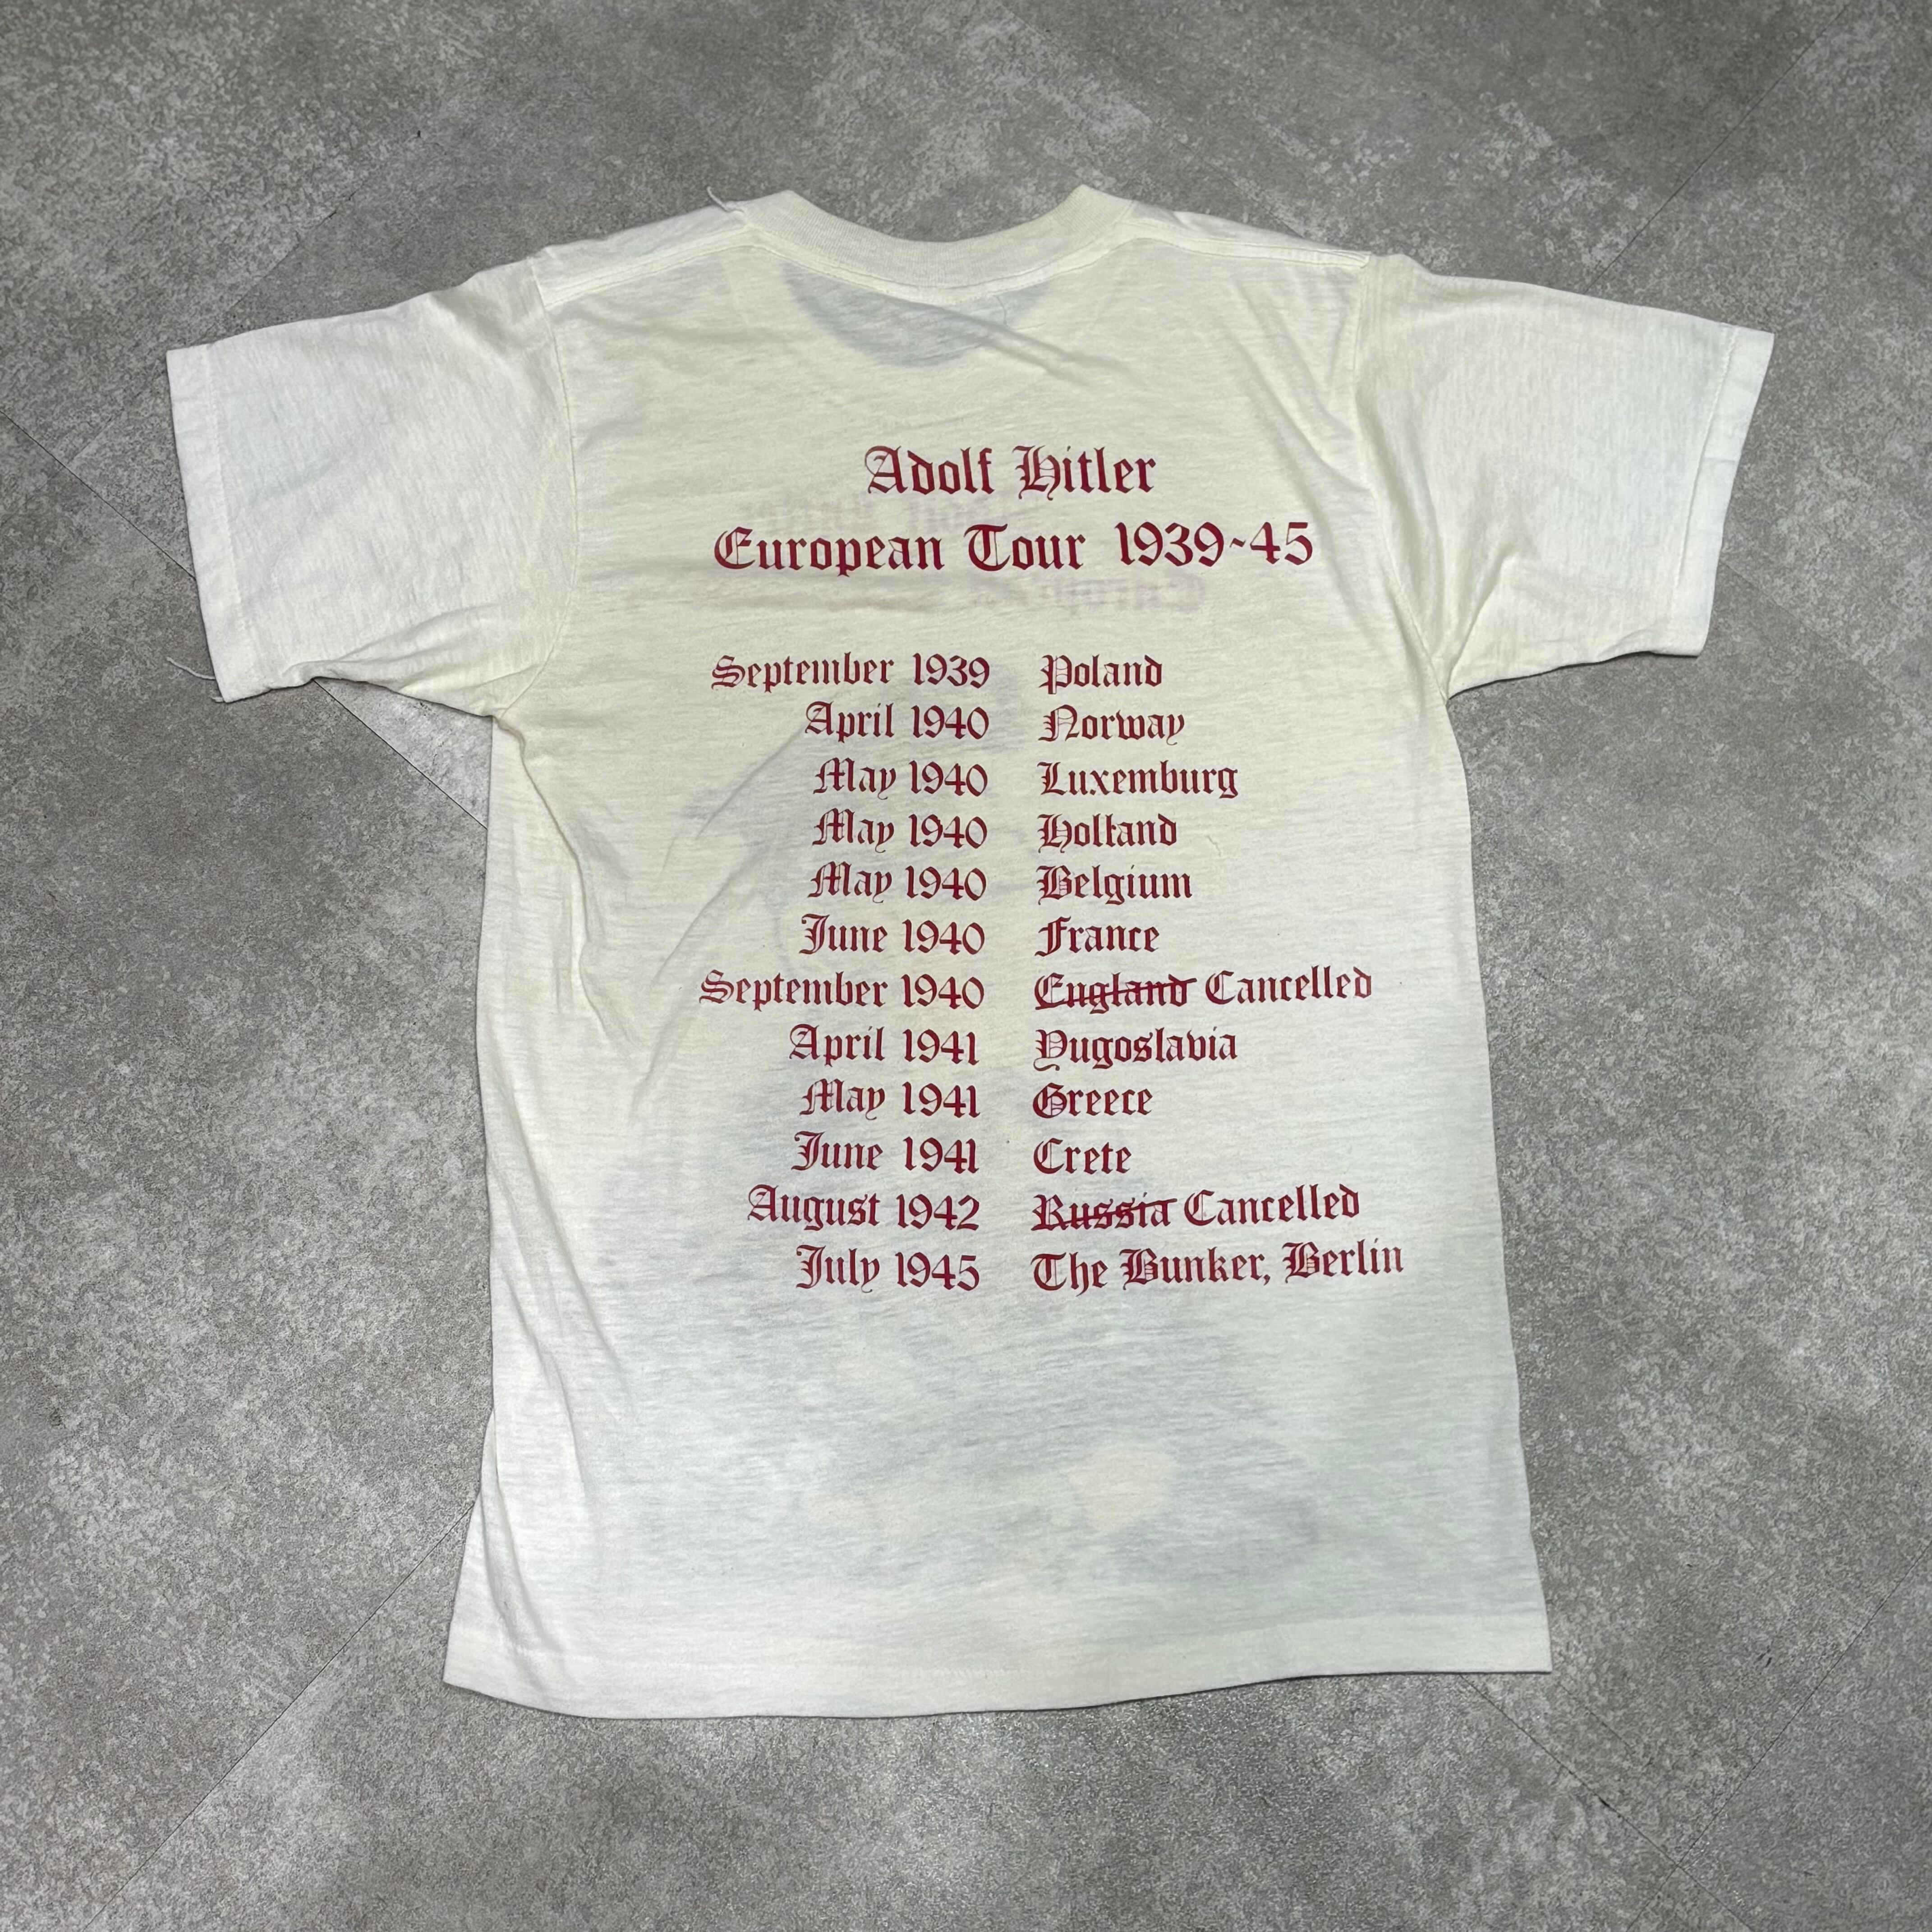 Adolf Hitler
European Tour 1939-45
September 1939 Poland
April 1940 Norway
May 1940 Luxemburg
May 1940 Holland
May 1940 Belgium
June 1940 France
September 1940 England Cancelled
April 1941 Yugoslavia
May 1941 Greece
June 1941 Crete
August 1942 Russia Cancelled
July 1945 The Bunker, Berlin